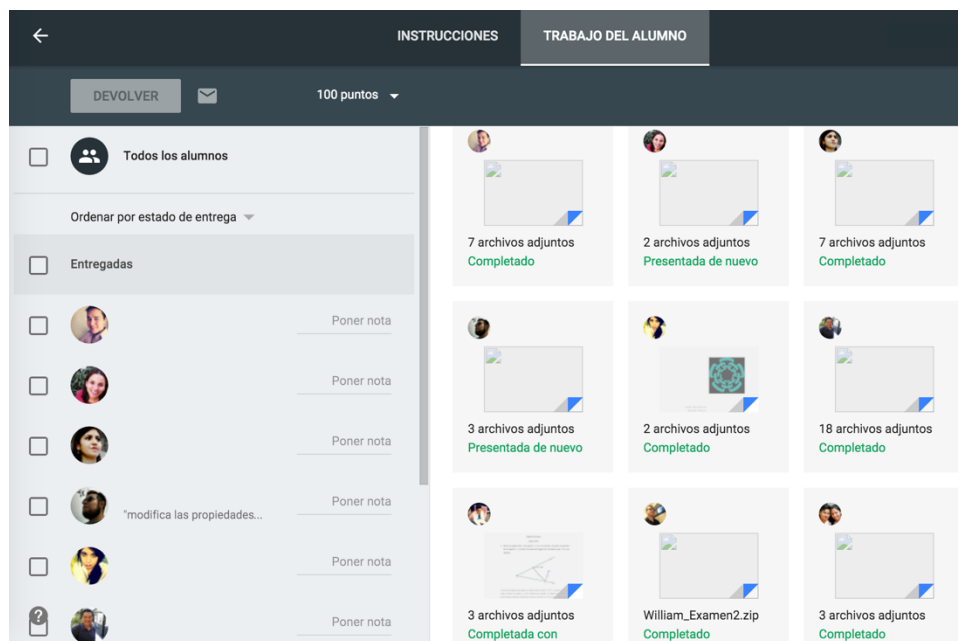 INSTRUCCIONES
TRABAJO DEL ALUMNO
DEVOLVER
100 puntos
Todos los alumnos
Ordenar por estado de entrega
Entregadas
Poner nota
Poner nota
Poner nota
"modifica las propiedades...
Poner nota
Poner nota
Poner nota
?
7 archivos adjuntos
Completado
2 archivos adjuntos
Presentada de nuevo
7 archivos adjuntos
Completado
3 archivos adjuntos
Presentada de nuevo
2 archivos adjuntos
Completado
18 archivos adjuntos
Completado
3 archivos adjuntos
Completada con
William_Examen2.zip
Completado
3 archivos adjuntos
Completado